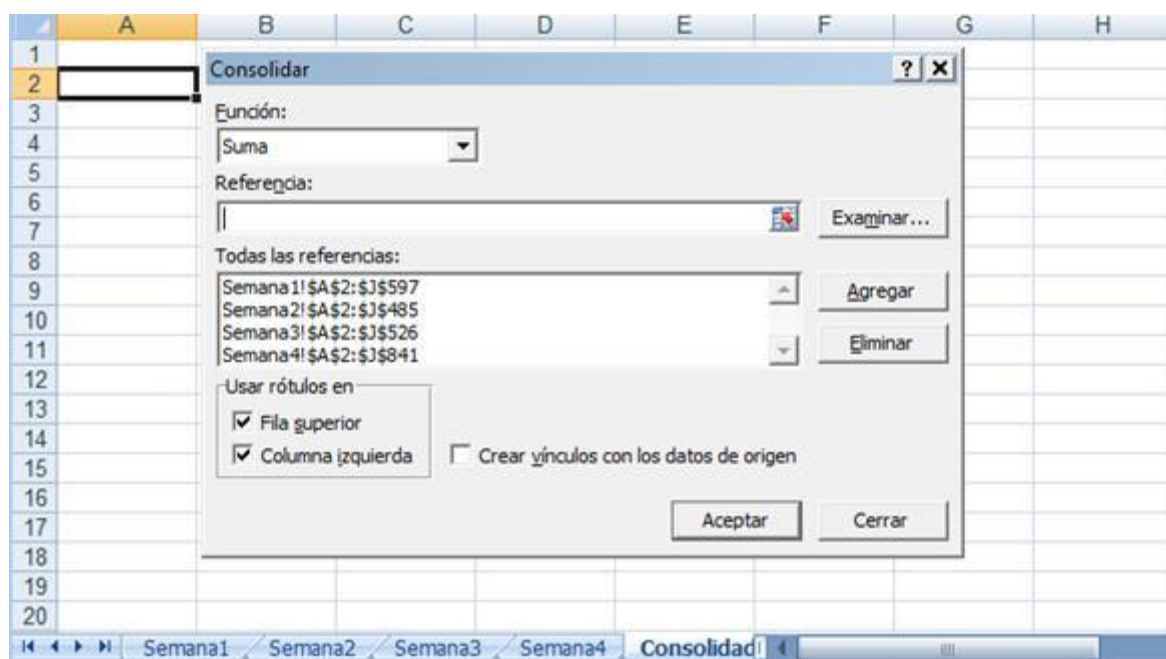 A B C D E F G H
1
2
3
4
5
6
7
8
9
10
11
12
13
14
15
16
17
18
19
20
Consolidar ?
Función:
Suma
Referencia:
Examinar...
Todas las referencias:
Semana1!$A$2:$J$597
Semana2!$A$2:$J$485
Semana3!$A$2:$J$526
Semana4!$A$2:$J$841
Agregar
Eliminar
Usar rótulos en
Fila superior
Columna izquierda
Crear vínculos con los datos de origen
Aceptar Cerrar
Semana1 Semana2 Semana3 Semana4 Consolidad